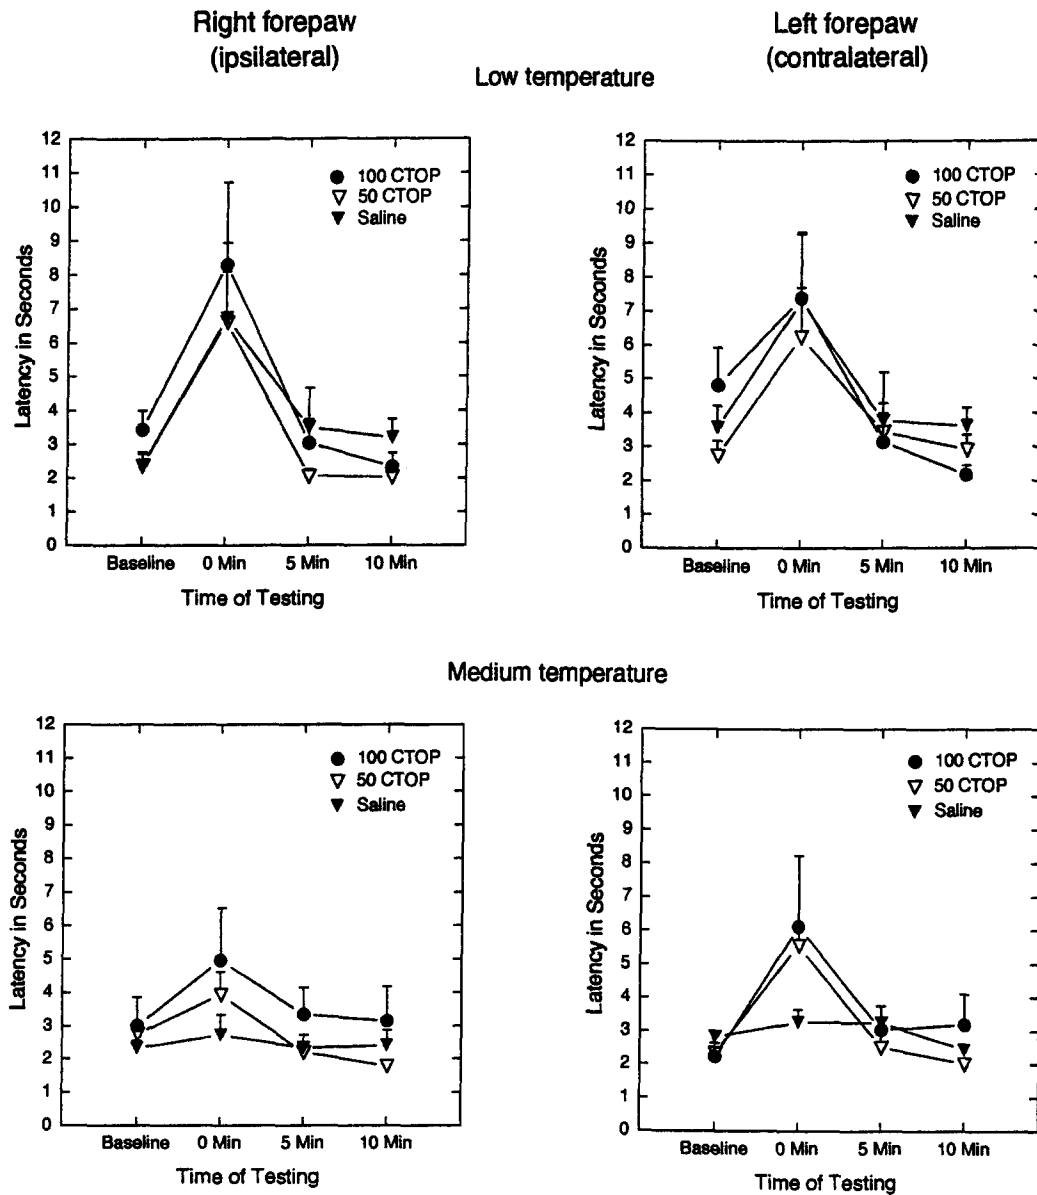 Right forepaw
(ipsilateral)
Left forepaw
(contralateral)
Low temperature
12
11
10
9
8
7
6
5
4
3
2
1
0
Latency in Seconds
100 CTOP
50 CTOP
Saline
Baseline 0 Min 5 Min 10 Min
Time of Testing
12
11
10
9
8
7
6
5
4
3
2
1
0
Latency in Seconds
100 CTOP
50 CTOP
Saline
Baseline 0 Min 5 Min 10 Min
Time of Testing
Medium temperature
12
11
10
9
8
7
6
5
4
3
2
1
0
Latency in Seconds
100 CTOP
50 CTOP
Saline
Baseline 0 Min 5 Min 10 Min
Time of Testing
12
11
10
9
8
7
6
5
4
3
2
1
0
Latency in Seconds
100 CTOP
50 CTOP
Saline
Baseline 0 Min 5 Min 10 Min
Time of Testing